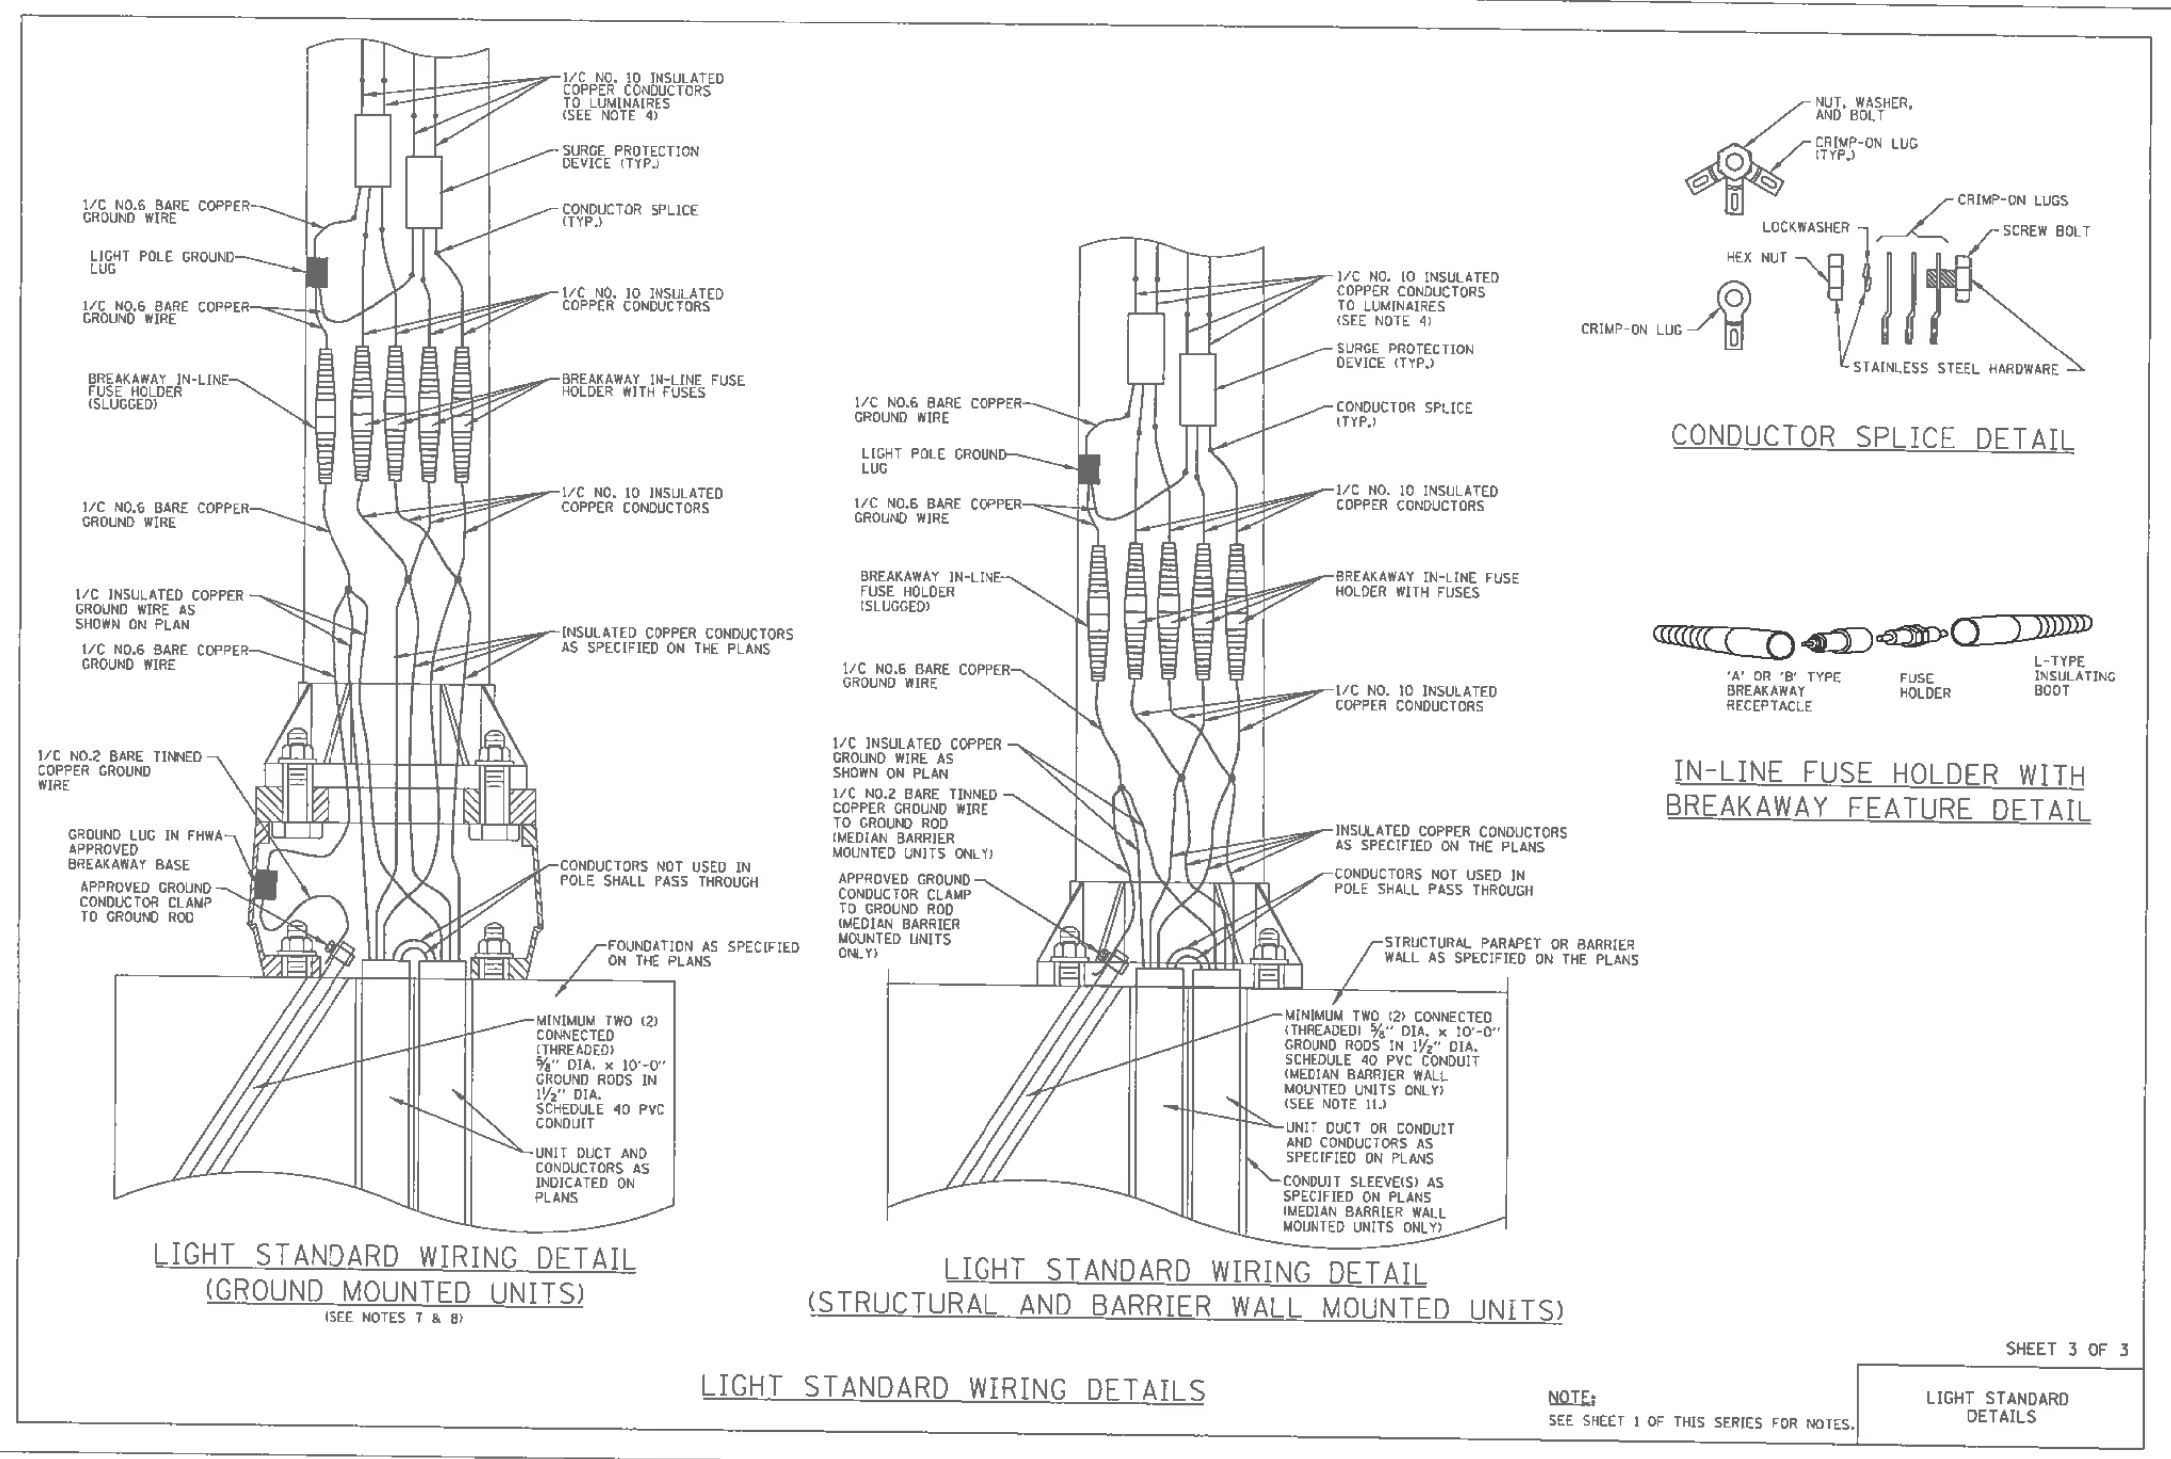 1/C NO. 10 INSULATED
COPPER CONDUCTORS
TO LUMINAIRES
(SEE NOTE 4)
SURGE PROTECTION
DEVICE (TYP.)
1/C NO.6 BARE COPPER
GROUND WIRE
CONDUCTOR SPLICE
(TYP.)
LIGHT POLE GROUND
LUG
1/C NO.6 BARE COPPER
GROUND WIRE
1/C NO. 10 INSULATED
COPPER CONDUCTORS
BREAKAWAY IN-LINE
FUSE HOLDER
(SLUGGED)
BREAKAWAY IN-LINE FUSE
HOLDER WITH FUSES
1/C NO.6 BARE COPPER
GROUND WIRE
1/C NO. 10 INSULATED
COPPER CONDUCTORS
1/C INSULATED COPPER
GROUND WIRE AS
SHOWN ON PLAN
1/C NO.6 BARE COPPER
GROUND WIRE
INSULATED COPPER CONDUCTORS
AS SPECIFIED ON THE PLANS
1/C NO.2 BARE TINNED
COPPER GROUND
WIRE
GROUND LUG IN FHWA
APPROVED
BREAKAWAY BASE
APPROVED GROUND
CONDUCTOR CLAMP
TO GROUND ROD
CONDUCTORS NOT USED IN
POLE SHALL PASS THROUGH
FOUNDATION AS SPECIFIED
ON THE PLANS
MINIMUM TWO (2)
CONNECTED
(THREADED)
5/8" DIA. x 10'-0"
GROUND RODS IN
1 1/2" DIA.
SCHEDULE 40 PVC
CONDUIT
UNIT DUCT AND
CONDUCTORS AS
INDICATED ON
PLANS
LIGHT STANDARD WIRING DETAIL
(GROUND MOUNTED UNITS)
(SEE NOTES 7 & 8)
1/C NO. 10 INSULATED
COPPER CONDUCTORS
TO LUMINAIRES
(SEE NOTE 4)
SURGE PROTECTION
DEVICE (TYP.)
1/C NO.6 BARE COPPER
GROUND WIRE
CONDUCTOR SPLICE
(TYP.)
LIGHT POLE GROUND
LUG
1/C NO.6 BARE COPPER
GROUND WIRE
1/C NO. 10 INSULATED
COPPER CONDUCTORS
BREAKAWAY IN-LINE
FUSE HOLDER
(SLUGGED)
BREAKAWAY IN-LINE FUSE
HOLDER WITH FUSES
1/C NO.6 BARE COPPER
GROUND WIRE
1/C NO. 10 INSULATED
COPPER CONDUCTORS
1/C INSULATED COPPER
GROUND WIRE AS
SHOWN ON PLAN
1/C NO.2 BARE TINNED
COPPER GROUND WIRE
TO GROUND ROD
(MEDIAN BARRIER
MOUNTED UNITS ONLY)
INSULATED COPPER CONDUCTORS
AS SPECIFIED ON THE PLANS
APPROVED GROUND
CONDUCTOR CLAMP
TO GROUND ROD
(MEDIAN BARRIER
MOUNTED UNITS
ONLY)
CONDUCTORS NOT USED IN
POLE SHALL PASS THROUGH
STRUCTURAL PARAPET OR BARRIER
WALL AS SPECIFIED ON THE PLANS
MINIMUM TWO (2) CONNECTED
(THREADED) 5/8" DIA. x 10'-0"
GROUND RODS IN 1 1/2" DIA.
SCHEDULE 40 PVC CONDUIT
(MEDIAN BARRIER WALL
MOUNTED UNITS ONLY)
(SEE NOTE 11.)
UNIT DUCT OR CONDUIT
AND CONDUCTORS AS
SPECIFIED ON PLANS
CONDUIT SLEEVE(S) AS
SPECIFIED ON PLANS
(MEDIAN BARRIER WALL
MOUNTED UNITS ONLY)
LIGHT STANDARD WIRING DETAIL
(STRUCTURAL AND BARRIER WALL MOUNTED UNITS)
NUT, WASHER,
AND BOLT
CRIMP-ON LUG
(TYP.)
CRIMP-ON LUGS
LOCKWASHER
SCREW BOLT
HEX NUT
CRIMP-ON LUG
STAINLESS STEEL HARDWARE
CONDUCTOR SPLICE DETAIL
'A' OR 'B' TYPE
BREAKAWAY
RECEPTACLE
FUSE
HOLDER
L-TYPE
INSULATING
BOOT
IN-LINE FUSE HOLDER WITH
BREAKAWAY FEATURE DETAIL
LIGHT STANDARD WIRING DETAILS
NOTE:
SEE SHEET 1 OF THIS SERIES FOR NOTES.
SHEET 3 OF 3
LIGHT STANDARD
DETAILS